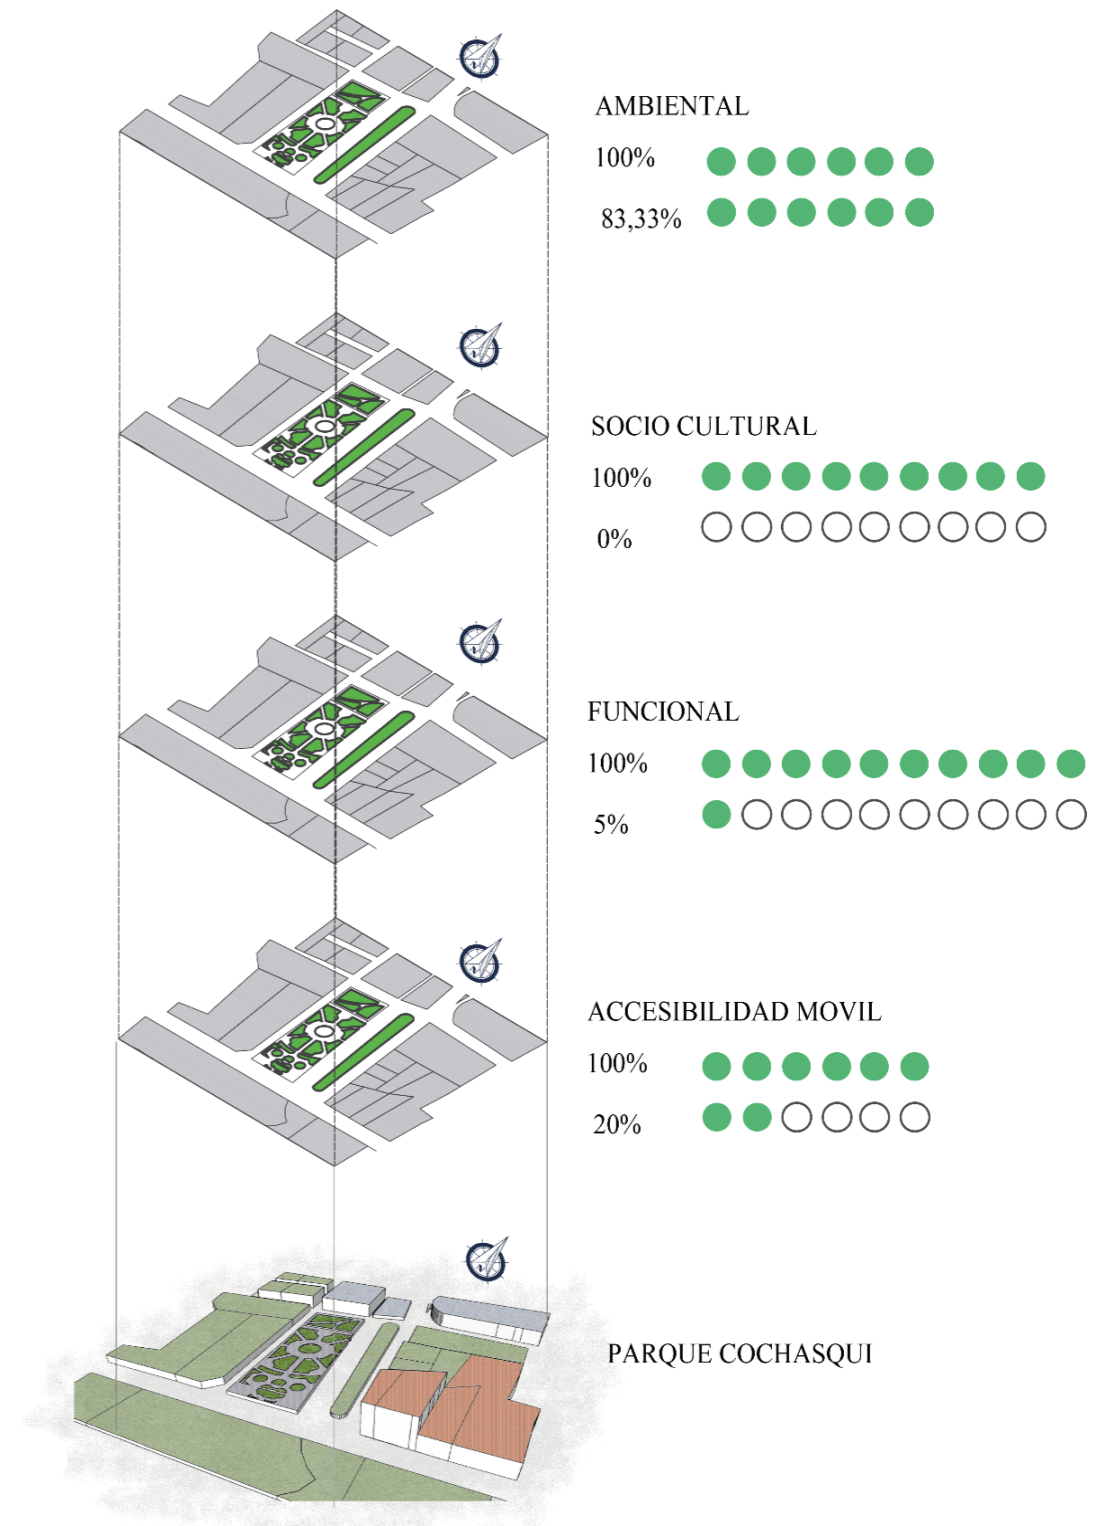 AMBIENTAL
100%
83,33%
SOCIO CULTURAL
100%
0%
FUNCIONAL
100%
5%
ACCESIBILIDAD MOVIL
100%
20%
PARQUE COCHASQUI